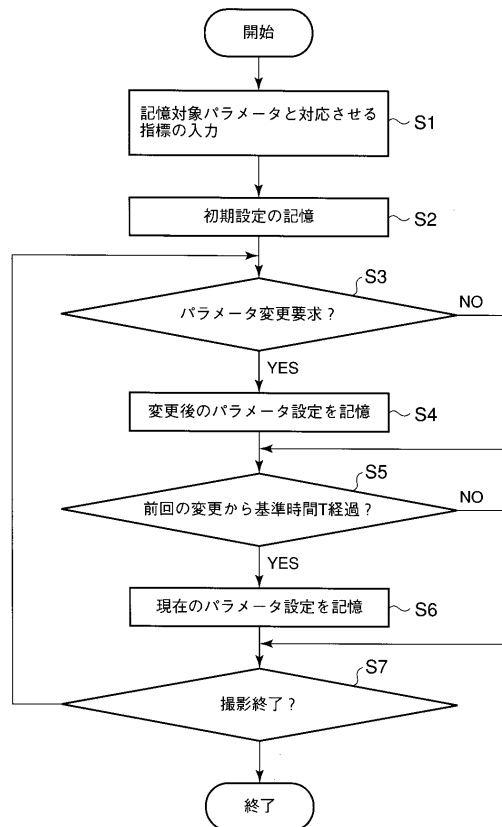 開始
記憶対象パラメータと対応させる
指標の入力
S1
初期設定の記憶
S2
S3
パラメータ変更要求？
NO
YES
変更後のパラメータ設定を記憶
S4
S5
前回の変更から基準時間T経過？
NO
YES
現在のパラメータ設定を記憶
S6
S7
撮影終了？
終了